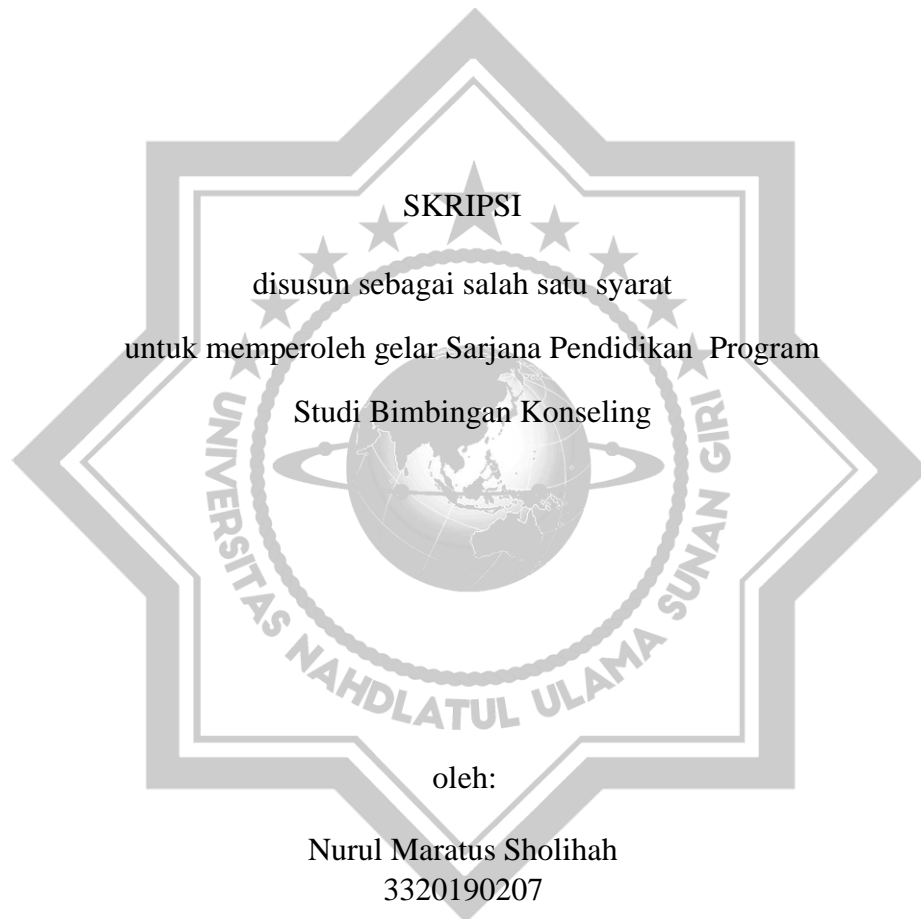 SKRIPSI
disusun sebagai salah satu syarat
untuk memperoleh gelar Sarjana Pendidikan Program
Studi Bimbingan Konseling
UNIVERSITAS NAHDLATUL ULAMA SUNAN GIRI
oleh:
Nurul Maratus Sholihah
3320190207